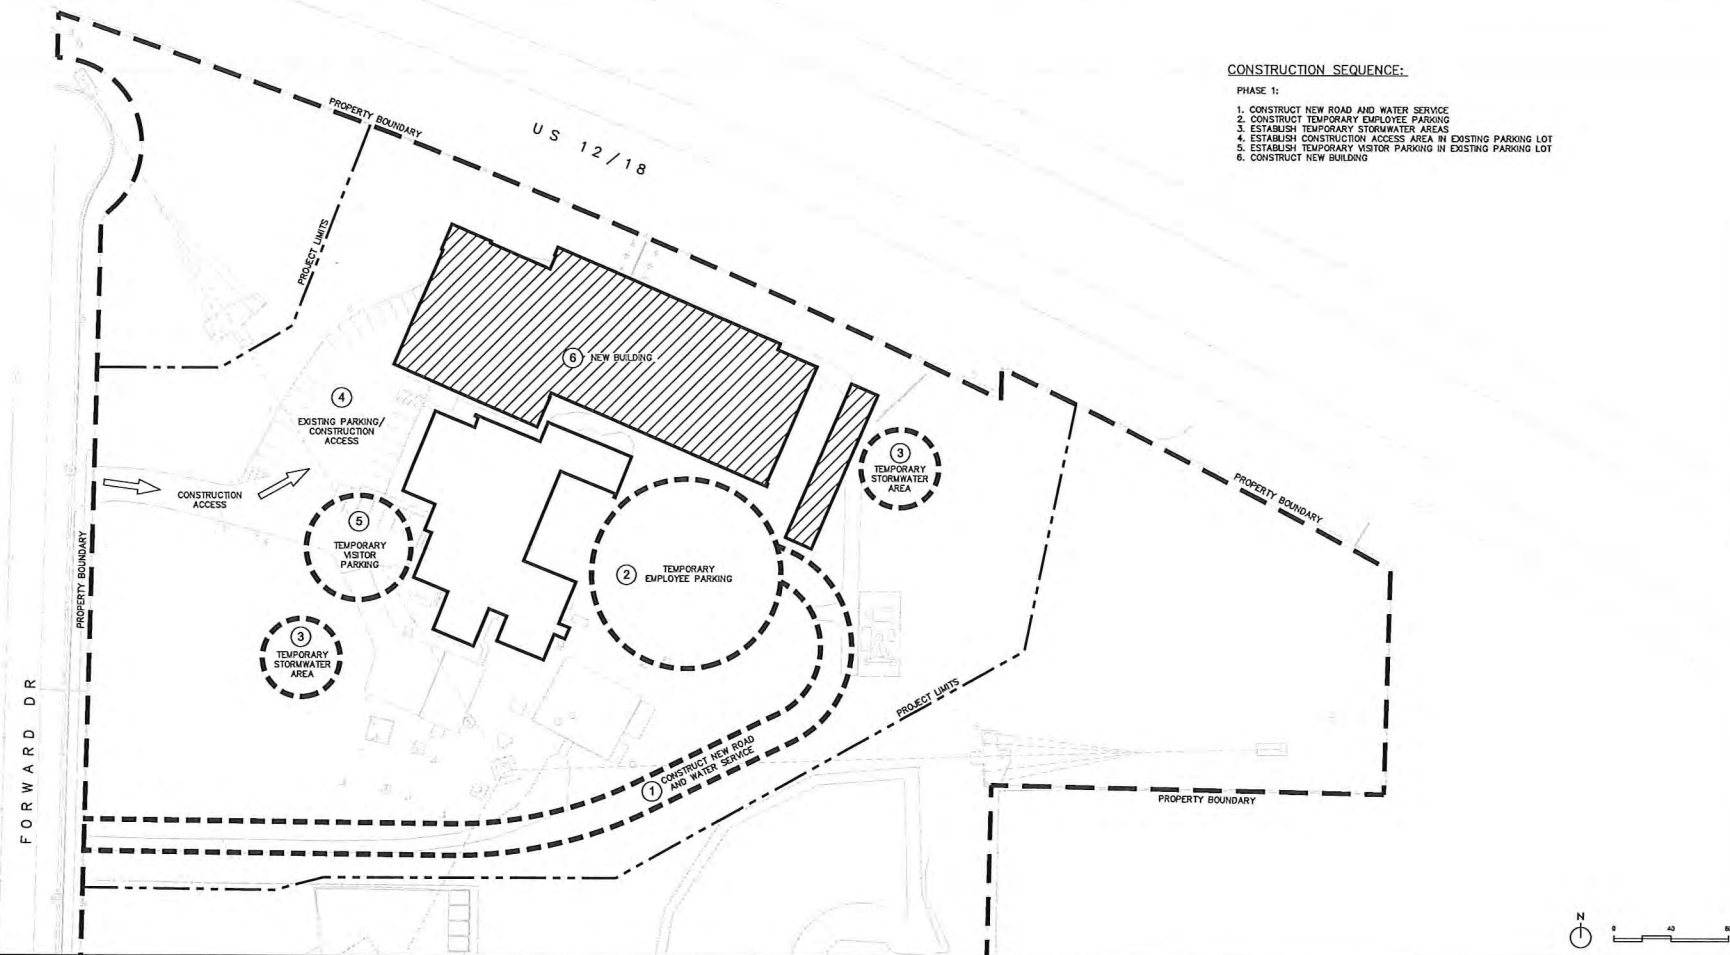 CONSTRUCTION SEQUENCE:
PHASE 1:
1. CONSTRUCT NEW ROAD AND WATER SERVICE
2. CONSTRUCT TEMPORARY EMPLOYEE PARKING
3. ESTABLISH TEMPORARY STORMWATER AREAS
4. ESTABLISH CONSTRUCTION ACCESS AREA IN EXISTING PARKING LOT
5. ESTABLISH TEMPORARY VISITOR PARKING IN EXISTING PARKING LOT
6. CONSTRUCT NEW BUILDING
PROPERTY BOUNDARY
US 12/18
PROJECT LIMITS
6 NEW BUILDING
4
EXISTING PARKING/
CONSTRUCTION
ACCESS
3
TEMPORARY
STORMWATER
AREA
CONSTRUCTION
ACCESS
PROPERTY BOUNDARY
5
TEMPORARY
VISITOR
PARKING
PROPERTY BOUNDARY
2
TEMPORARY
EMPLOYEE PARKING
3
TEMPORARY
STORMWATER
AREA
PROJECT LIMITS
FORWARD DR
1
CONSTRUCT NEW ROAD
AND WATER SERVICE
PROPERTY BOUNDARY
N
0 40